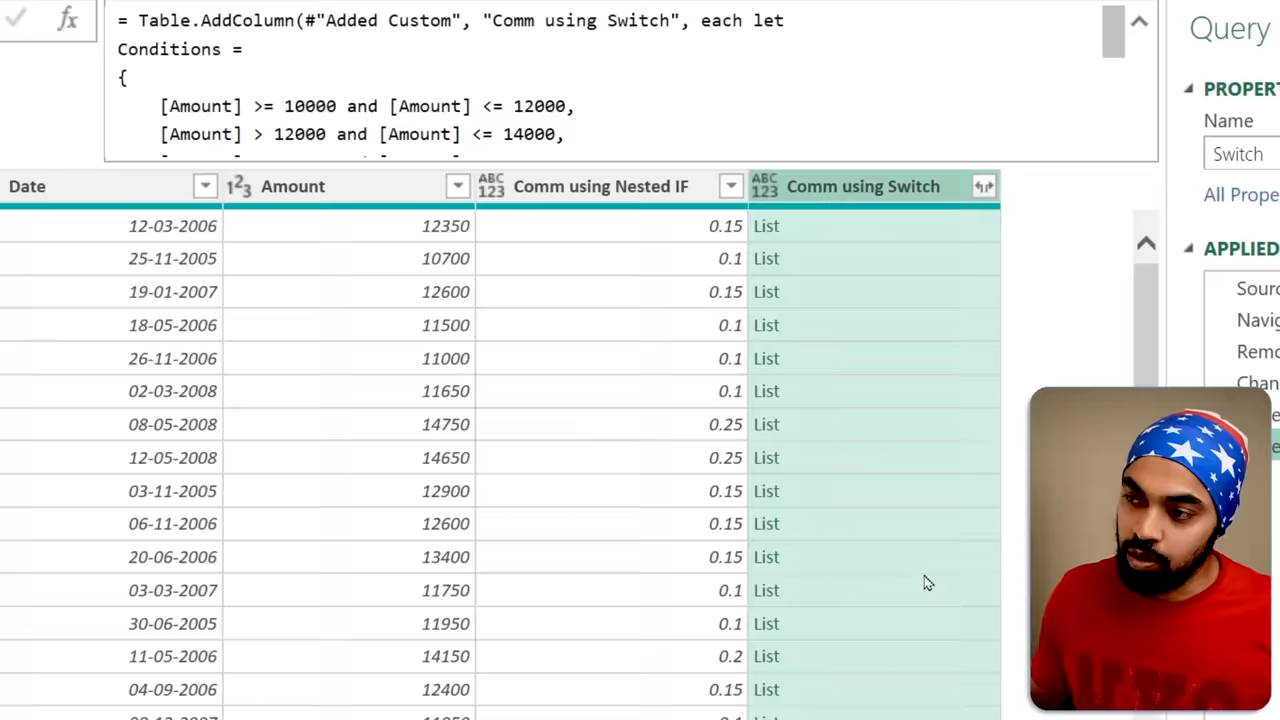 fx
= Table.AddColumn(#"Added Custom", "Comm using Switch", each let
Conditions =
{
[Amount] >= 10000 and [Amount] <= 12000,
[Amount] > 12000 and [Amount] <= 14000,
Query
PROPER
Name
Switch
All Prope
APPLIED
Sourc
Navig
Remo
Chan
Date
1²3 Amount
ABC 123 Comm using Nested IF
ABC 123 Comm using Switch
12-03-2006 12350 0.15 List
25-11-2005 10700 0.1 List
19-01-2007 12600 0.15 List
18-05-2006 11500 0.1 List
26-11-2006 11000 0.1 List
02-03-2008 11650 0.1 List
08-05-2008 14750 0.25 List
12-05-2008 14650 0.25 List
03-11-2005 12900 0.15 List
06-11-2006 12600 0.15 List
20-06-2006 13400 0.15 List
03-03-2007 11750 0.1 List
30-06-2005 11950 0.1 List
11-05-2006 14150 0.2 List
04-09-2006 12400 0.15 List